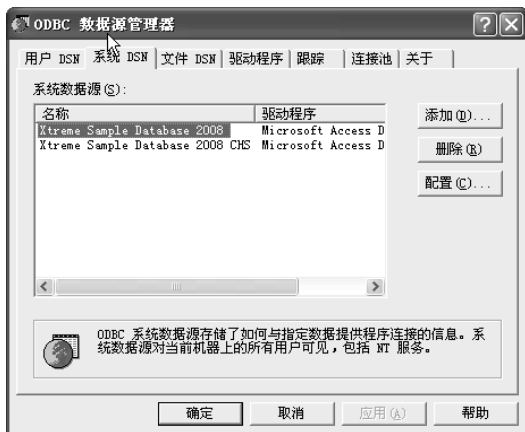 ODBC 数据源管理器
用户 DSN 系统 DSN 文件 DSN 驱动程序 跟踪 连接池 关于
系统数据源(S):
名称 驱动程序
Xtreme Sample Database 2008 Microsoft Access D
Xtreme Sample Database 2008 CHS Microsoft Access D
添加(D)...
删除(R)
配置(C)...
ODBC 系统数据源存储了如何与指定数据提供程序连接的信息。系
统数据源对当前机器上的所有用户可见，包括 NT 服务。
确定 取消 应用(A) 帮助